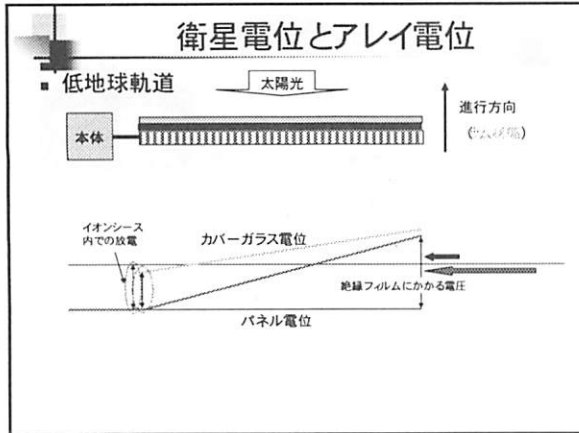 衛星電位とアレイ電位
低地球軌道
太陽光
進行方向
本体
イオンシース
内での放電
カバーガラス電位
絶縁フィルムにかかる電圧
パネル電位